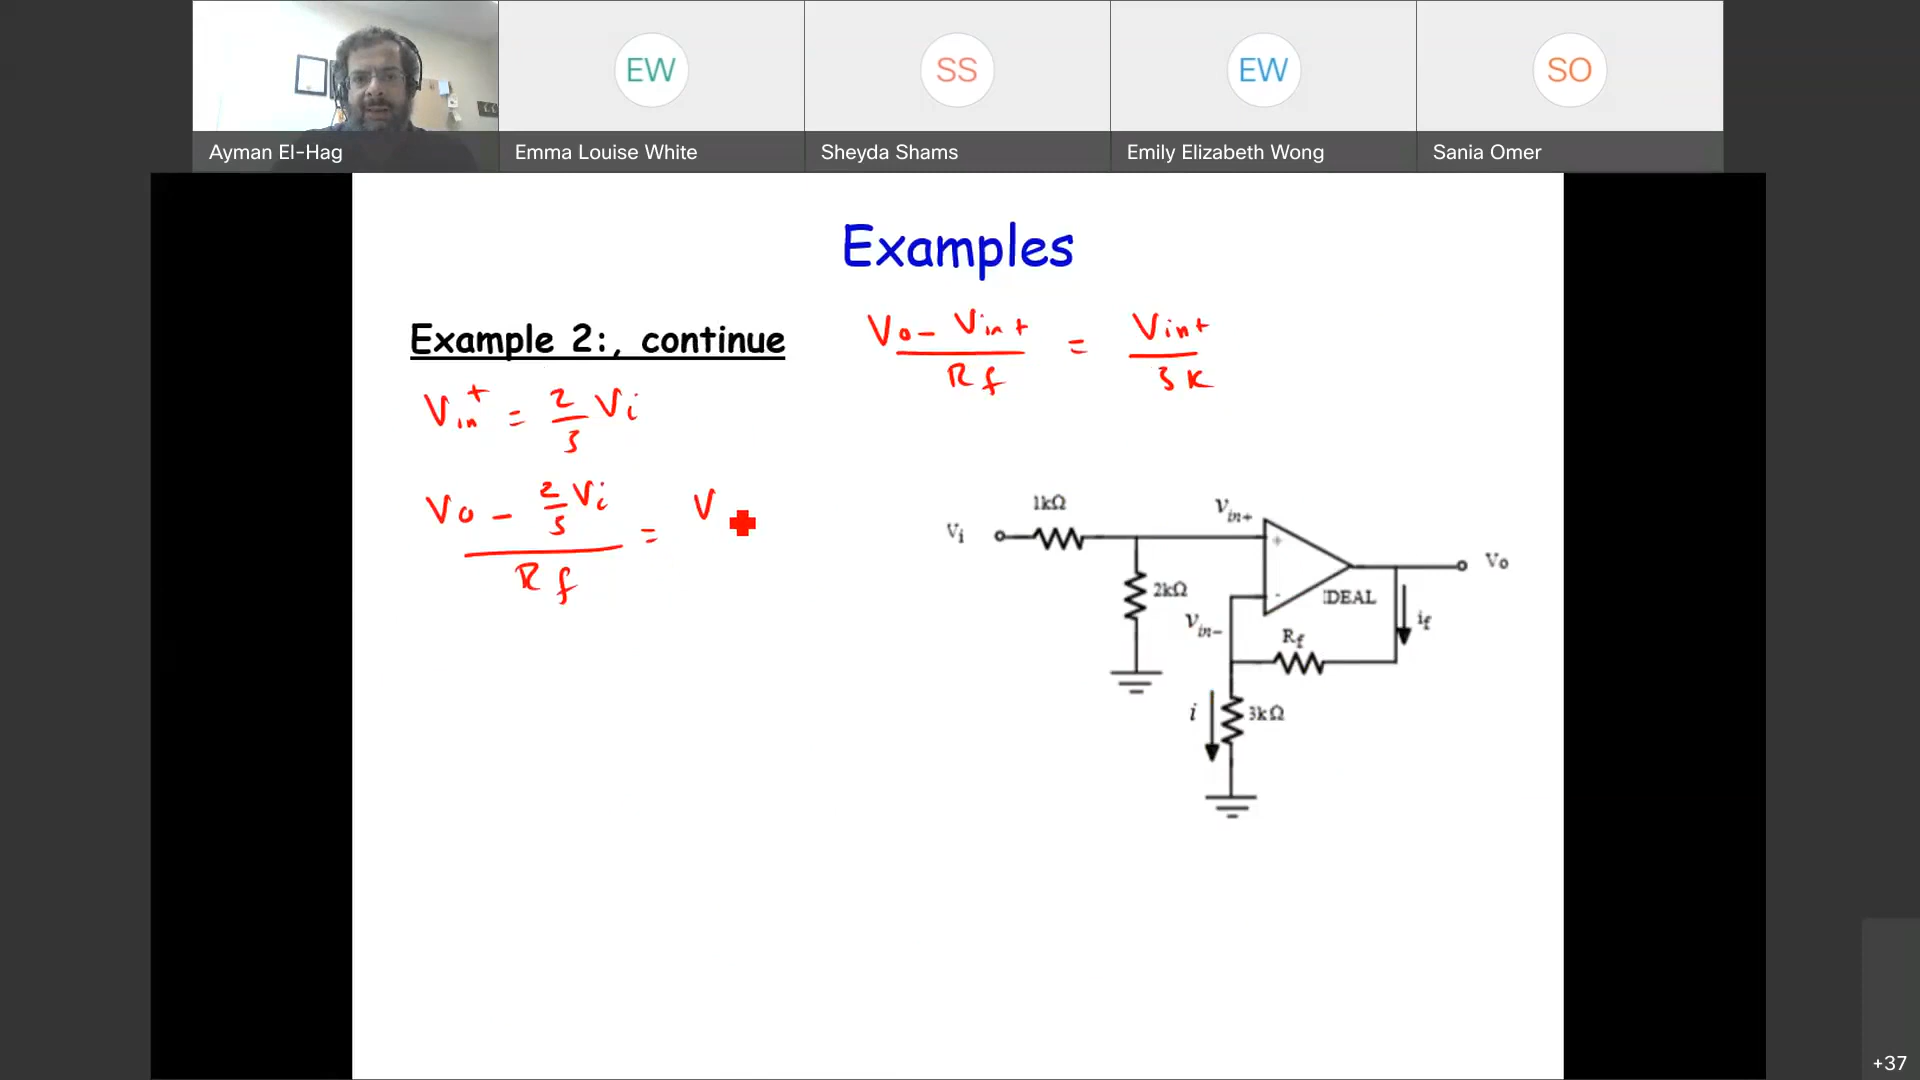 EW
SS
EW
SO
Ayman El-Hag
Emma Louise White
Sheyda Shams
Emily Elizabeth Wong
Sania Omer
Examples
Example 2:, continue
Vo - Vin+ / Rf = Vin+ / 3K
Vin+ = 2/3 Vi
Vo - 2/3 Vi / Rf = V
1kΩ
Vi
vin+
+
Vo
2kΩ
IDEAL
-
vin-
if
Rf
i
3kΩ
+37